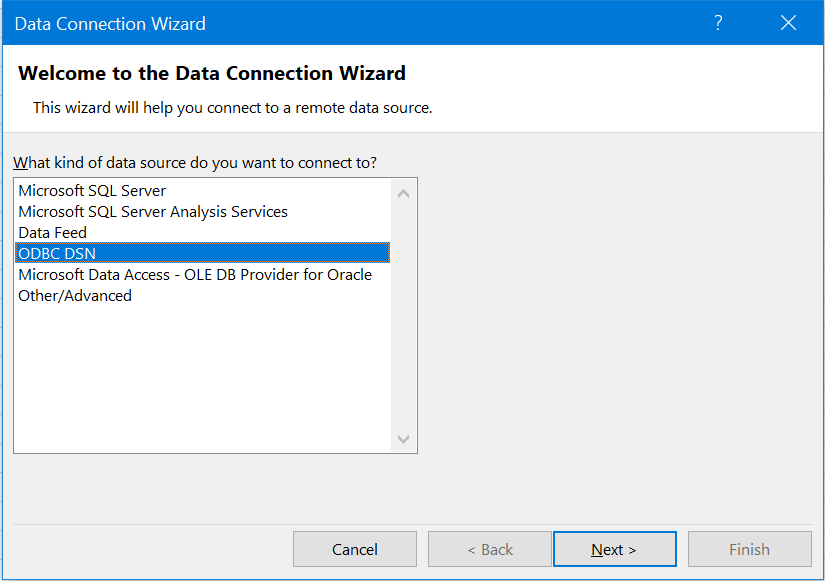 Data Connection Wizard ?
Welcome to the Data Connection Wizard
This wizard will help you connect to a remote data source.
What kind of data source do you want to connect to?
Microsoft SQL Server
Microsoft SQL Server Analysis Services
Data Feed
ODBC DSN
Microsoft Data Access - OLE DB Provider for Oracle
Other/Advanced
Cancel < Back Next > Finish